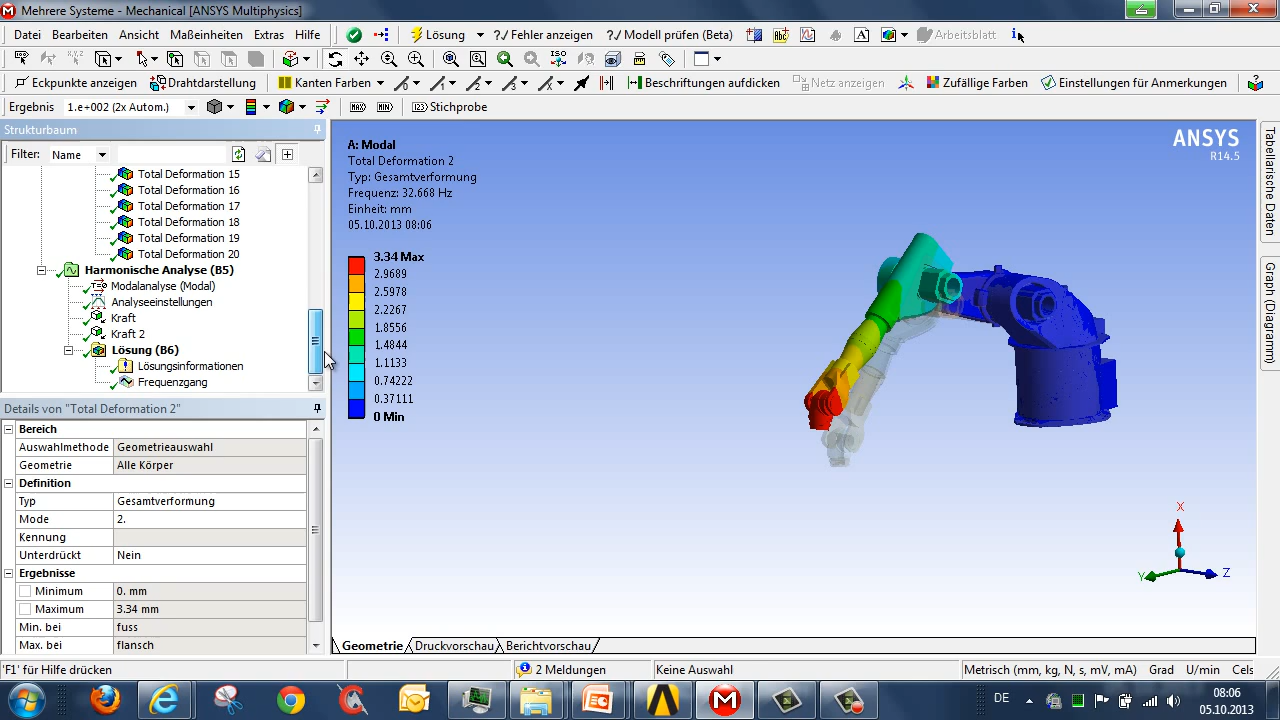 Mehrere Systeme - Mechanical [ANSYS Multiphysics]
Datei Bearbeiten Ansicht Maßeinheiten Extras Hilfe Lösung ?/Fehler anzeigen ?/Modell prüfen (Beta) A Arbeitsblatt
Eckpunkte anzeigen Drahtdarstellung Kanten Farben Beschriftungen aufdicken Netz anzeigen Zufällige Farben Einstellungen für Anmerkungen
Ergebnis 1.e+002 (2x Autom.) MAX MIN 123 Stichprobe
Strukturbaum
Filter: Name
Total Deformation 15
Total Deformation 16
Total Deformation 17
Total Deformation 18
Total Deformation 19
Total Deformation 20
Harmonische Analyse (B5)
Modalanalyse (Modal)
Analyseeinstellungen
Kraft
Kraft 2
Lösung (B6)
Lösungsinformationen
Frequenzgang
Details von "Total Deformation 2"
Bereich
Auswahlmethode Geometrieauswahl
Geometrie Alle Körper
Definition
Typ Gesamtverformung
Mode 2.
Kennung
Unterdrückt Nein
Ergebnisse
Minimum 0. mm
Maximum 3.34 mm
Min. bei fuss
Max. bei flansch
A: Modal
Total Deformation 2
Typ: Gesamtverformung
Frequenz: 32.668 Hz
Einheit: mm
05.10.2013 08:06
3.34 Max
2.9689
2.5978
2.2267
1.8556
1.4844
1.1133
0.74222
0.37111
0 Min
ANSYS
R14.5
X
Y
Z
Tabellarische Daten
Graph (Diagramm)
Geometrie Druckvorschau Berichtvorschau
'F1' für Hilfe drücken 2 Meldungen Keine Auswahl Metrisch (mm, kg, N, s, mV, mA) Grad U/min Cels
DE 08:06
05.10.2013